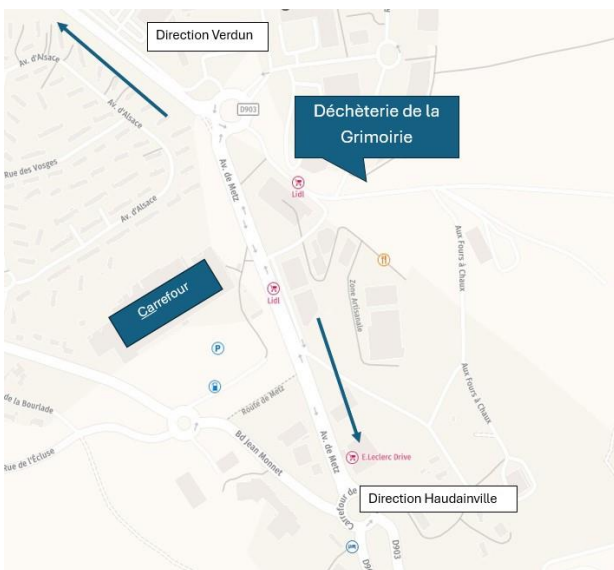 Direction Verdun
Av. d'Alsace
Av. d'Alsace
D903
Déchèterie de la
Grimoirie
Rue des Vosges
Av. de Metz
Lidl
Av. d'Alsace
Aux Fours à Chaux
Carrefour
Lidl
Zone Artisanale
P
de la Bourlade
Route de Metz
Aux Fours à Chaux
Rue de l'Écluse
Bd Jean Monnet
Av. de Metz
E.Leclerc Drive
Direction Haudainville
Carrefour de
D903